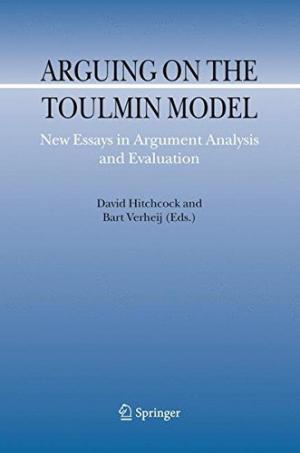 ARGUING ON THE
TOULMIN MODEL
New Essays in Argument Analysis
and Evaluation
David Hitchcock and
Bart Verheij (Eds.)
Springer